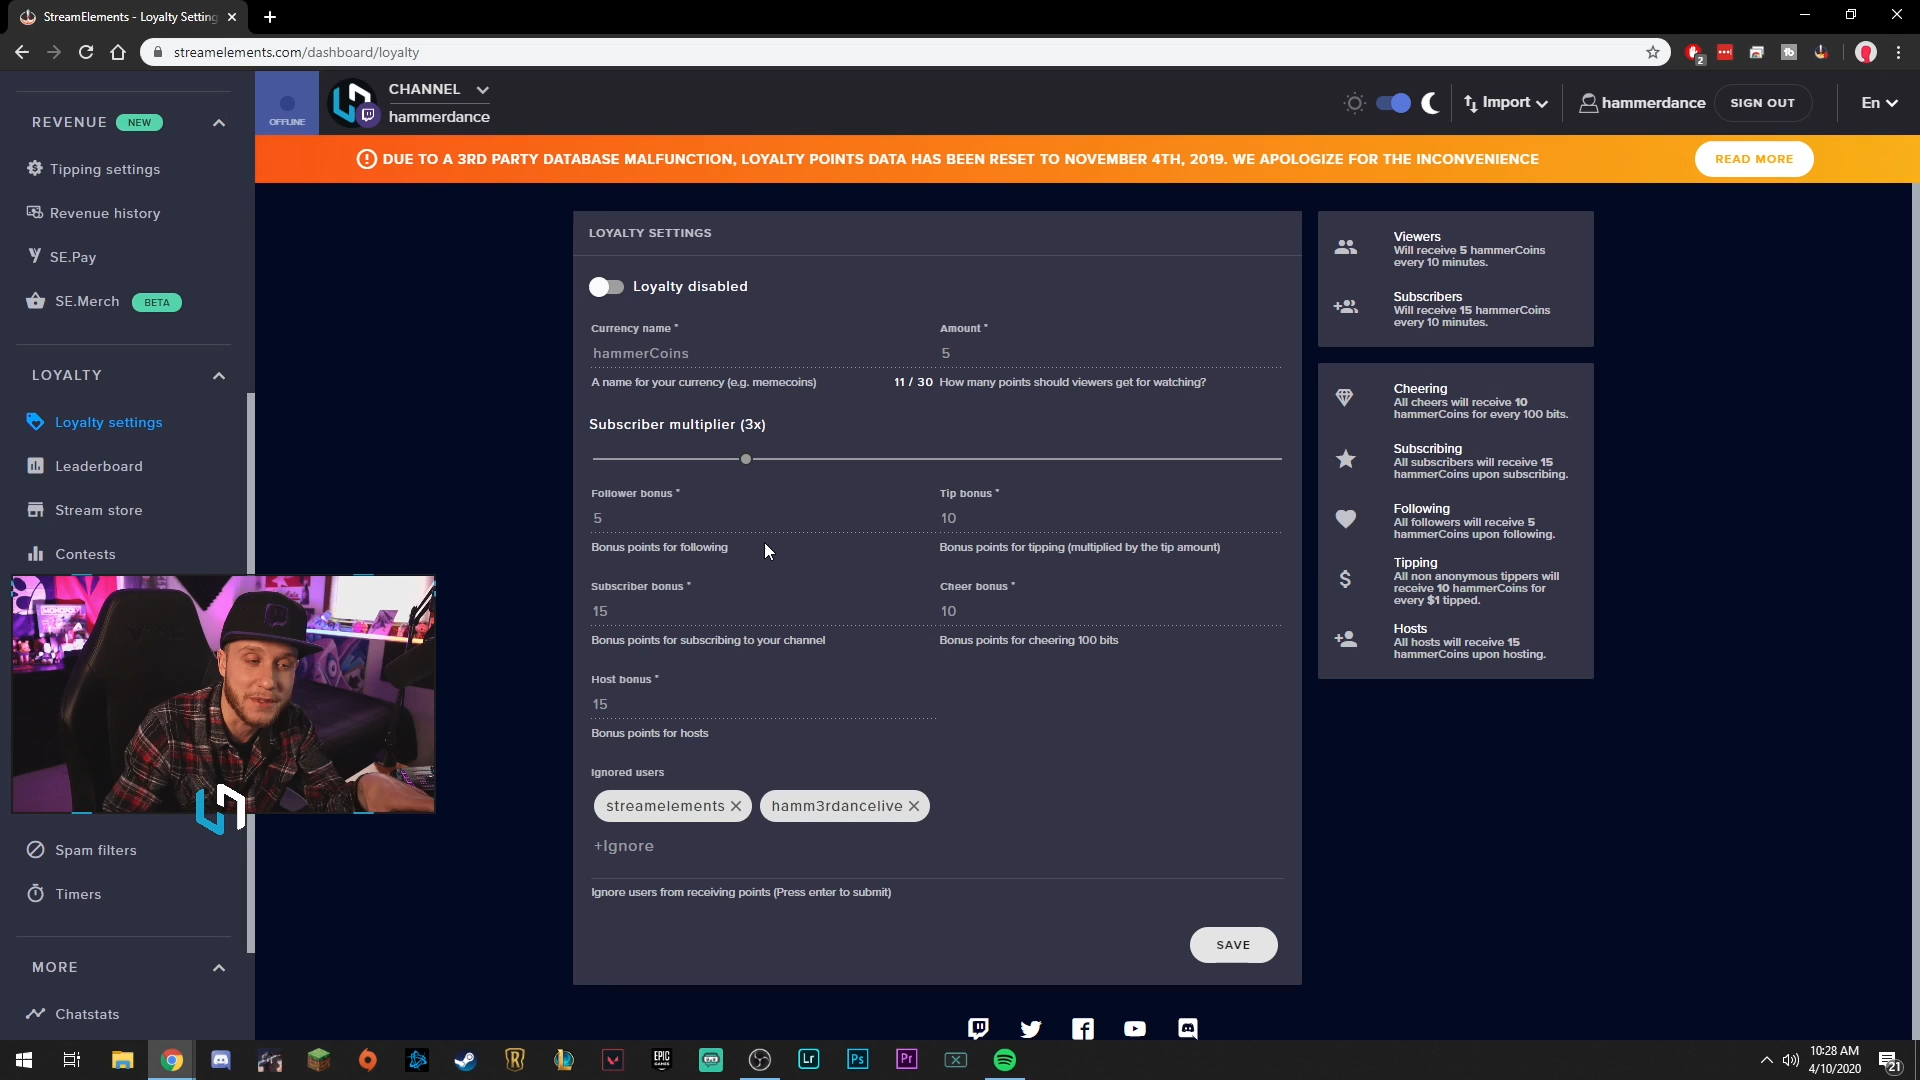 StreamElements - Loyalty Setting
streamelements.com/dashboard/loyalty
2
REVENUE NEW
Tipping settings
Revenue history
SE.Pay
SE.Merch BETA
LOYALTY
Loyalty settings
Leaderboard
Stream store
Contests
Spam filters
Timers
MORE
Chatstats
OFFLINE
CHANNEL
hammerdance
Import
hammerdance
SIGN OUT
En
DUE TO A 3RD PARTY DATABASE MALFUNCTION, LOYALTY POINTS DATA HAS BEEN RESET TO NOVEMBER 4TH, 2019. WE APOLOGIZE FOR THE INCONVENIENCE
READ MORE
LOYALTY SETTINGS
Loyalty disabled
Currency name *
hammerCoins
A name for your currency (e.g. memecoins) 11 / 30
Amount *
5
How many points should viewers get for watching?
Subscriber multiplier (3x)
Follower bonus *
5
Bonus points for following
Tip bonus *
10
Bonus points for tipping (multiplied by the tip amount)
Subscriber bonus *
15
Bonus points for subscribing to your channel
Cheer bonus *
10
Bonus points for cheering 100 bits
Host bonus *
15
Bonus points for hosts
Ignored users
streamelements
hamm3rdancelive
+Ignore
Ignore users from receiving points (Press enter to submit)
SAVE
Viewers
Will receive 5 hammerCoins
every 10 minutes.
Subscribers
Will receive 15 hammerCoins
every 10 minutes.
Cheering
All cheers will receive 10
hammerCoins for every 100 bits.
Subscribing
All subscribers will receive 15
hammerCoins upon subscribing.
Following
All followers will receive 5
hammerCoins upon following.
Tipping
All non anonymous tippers will
receive 10 hammerCoins for
every $1 tipped.
Hosts
All hosts will receive 15
hammerCoins upon hosting.
MONOPOLY
EPIC
GAMES
Lr
Ps
Pr
10:28 AM
4/10/2020
21